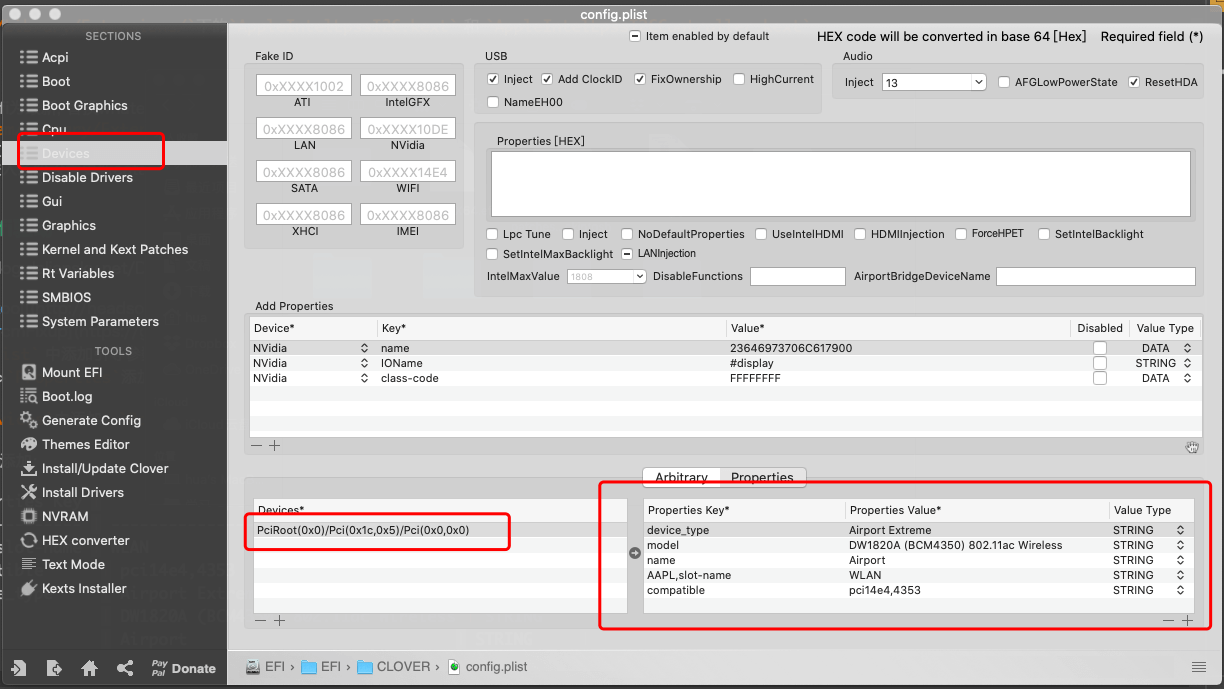 config.plist
SECTIONS
Acpi
Boot
Boot Graphics
Cpu
Devices
Disable Drivers
Gui
Graphics
Kernel and Kext Patches
Rt Variables
SMBIOS
System Parameters
TOOLS
Mount EFI
Boot.log
Generate Config
Themes Editor
Install/Update Clover
Install Drivers
NVRAM
HEX converter
Text Mode
Kexts Installer
Pay Pal Donate
Item enabled by default HEX code will be converted in base 64 [Hex] Required field (*)
Fake ID
0xXXXX1002 0xXXXX8086
ATI IntelGFX
0xXXXX8086 0xXXXX10DE
LAN NVidia
0xXXXX8086 0xXXXX14E4
SATA WIFI
0xXXXX8086 0xXXXX8086
XHCI IMEI
USB
Inject Add ClockID FixOwnership HighCurrent
NameEH00
Audio
Inject 13 AFGLowPowerState ResetHDA
Properties [HEX]
Lpc Tune Inject NoDefaultProperties UseIntelHDMI HDMIInjection ForceHPET SetIntelBacklight
SetIntelMaxBacklight LANInjection
IntelMaxValue 1808 DisableFunctions AirportBridgeDeviceName
Add Properties
Device* Key* Value* Disabled Value Type
NVidia name 23646973706C617900 DATA
NVidia IOName #display STRING
NVidia class-code FFFFFFFF DATA
Arbitrary Properties
Devices*
PciRoot(0x0)/Pci(0x1c,0x5)/Pci(0x0,0x0)
Properties Key* Properties Value* Value Type
device_type Airport Extreme STRING
model DW1820A (BCM4350) 802.11ac Wireless STRING
name Airport STRING
AAPL,slot-name WLAN STRING
compatible pci14e4,4353 STRING
EFI › EFI › CLOVER › config.plist